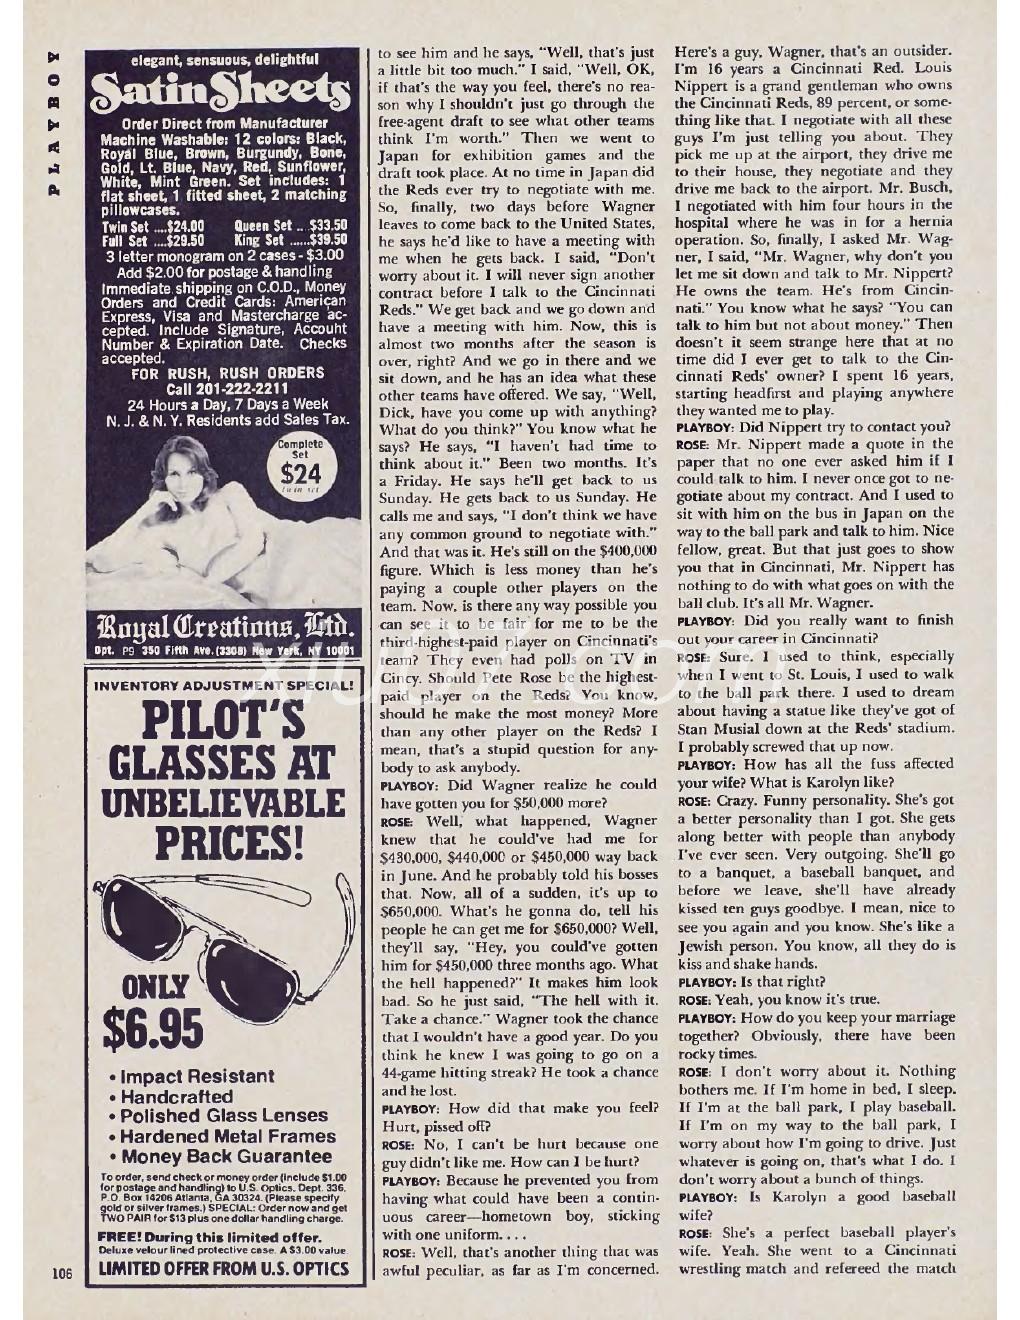 PLAYBOY
elegant, sensuous, delightful
Satin Sheets
Order Direct from Manufacturer
Machine Washable: 12 colors: Black,
Royal Blue, Brown, Burgundy, Bone,
Gold, Lt. Blue, Navy, Red, Sunflower,
White, Mint Green. Set includes: 1
flat sheet, 1 fitted sheet, 2 matching
pillowcases.
Twin Set ....$24.00 Queen Set ...$33.50
Full Set ....$29.50 King Set ......$39.50
3 letter monogram on 2 cases - $3.00
Add $2.00 for postage & handling
Immediate shipping on C.O.D., Money
Orders and Credit Cards: American
Express, Visa and Mastercharge ac-
cepted. Include Signature, Account
Number & Expiration Date. Checks
accepted.
FOR RUSH, RUSH ORDERS
Call 201-222-2211
24 Hours a Day, 7 Days a Week
N. J. & N. Y. Residents add Sales Tax.
Complete
Set
$24
twin set
Royal Creations, Ltd.
Dpt. P9 350 Fifth Ave. (3308) New York, NY 10001
INVENTORY ADJUSTMENT SPECIAL!
PILOT'S
GLASSES AT
UNBELIEVABLE
PRICES!
ONLY
$6.95
• Impact Resistant
• Handcrafted
• Polished Glass Lenses
• Hardened Metal Frames
• Money Back Guarantee
To order, send check or money order (include $1.00
for postage and handling) to U.S. Optics. Dept. 336,
P.O. Box 14206 Atlanta, GA 30324. (Please specify
gold or silver frames.) SPECIAL: Order now and get
TWO PAIR for $13 plus one dollar handling charge.
FREE! During this limited offer.
Deluxe velour lined protective case. A $3.00 value.
LIMITED OFFER FROM U.S. OPTICS
106
to see him and he says, "Well, that's just
a little bit too much." I said, "Well, OK,
if that's the way you feel, there's no rea-
son why I shouldn't just go through the
free-agent draft to see what other teams
think I'm worth." Then we went to
Japan for exhibition games and the
draft took place. At no time in Japan did
the Reds ever try to negotiate with me.
So, finally, two days before Wagner
leaves to come back to the United States,
he says he'd like to have a meeting with
me when he gets back. I said, "Don't
worry about it. I will never sign another
contract before I talk to the Cincinnati
Reds." We get back and we go down and
have a meeting with him. Now, this is
almost two months after the season is
over, right? And we go in there and we
sit down, and he has an idea what these
other teams have offered. We say, "Well,
Dick, have you come up with anything?
What do you think?" You know what he
says? He says, "I haven't had time to
think about it." Been two months. It's
a Friday. He says he'll get back to us
Sunday. He gets back to us Sunday. He
calls me and says, "I don't think we have
any common ground to negotiate with."
And that was it. He's still on the $400,000
figure. Which is less money than he's
paying a couple other players on the
team. Now, is there any way possible you
can see it to be fair for me to be the
third-highest-paid player on Cincinnati's
team? They even had polls on TV in
Cincy. Should Pete Rose be the highest-
paid player on the Reds? You know,
should he make the most money? More
than any other player on the Reds? I
mean, that's a stupid question for any-
body to ask anybody.
PLAYBOY: Did Wagner realize he could
have gotten you for $50,000 more?
ROSE: Well, what happened, Wagner
knew that he could've had me for
$430,000, $440,000 or $450,000 way back
in June. And he probably told his bosses
that. Now, all of a sudden, it's up to
$650,000. What's he gonna do, tell his
people he can get me for $650,000? Well,
they'll say, "Hey, you could've gotten
him for $450,000 three months ago. What
the hell happened?" It makes him look
bad. So he just said, "The hell with it.
Take a chance." Wagner took the chance
that I wouldn't have a good year. Do you
think he knew I was going to go on a
44-game hitting streak? He took a chance
and he lost.
PLAYBOY: How did that make you feel?
Hurt, pissed off?
ROSE: No, I can't be hurt because one
guy didn't like me. How can I be hurt?
PLAYBOY: Because he prevented you from
having what could have been a contin-
uous career—hometown boy, sticking
with one uniform. . . .
ROSE: Well, that's another thing that was
awful peculiar, as far as I'm concerned.
Here's a guy, Wagner, that's an outsider.
I'm 16 years a Cincinnati Red. Louis
Nippert is a grand gentleman who owns
the Cincinnati Reds, 89 percent, or some-
thing like that. I negotiate with all these
guys I'm just telling you about. They
pick me up at the airport, they drive me
to their house, they negotiate and they
drive me back to the airport. Mr. Busch,
I negotiated with him four hours in the
hospital where he was in for a hernia
operation. So, finally, I asked Mr. Wag-
ner, I said, "Mr. Wagner, why don't you
let me sit down and talk to Mr. Nippert?
He owns the team. He's from Cincin-
nati." You know what he says? "You can
talk to him but not about money." Then
doesn't it seem strange here that at no
time did I ever get to talk to the Cin-
cinnati Reds' owner? I spent 16 years,
starting headfirst and playing anywhere
they wanted me to play.
PLAYBOY: Did Nippert try to contact you?
ROSE: Mr. Nippert made a quote in the
paper that no one ever asked him if I
could talk to him. I never once got to ne-
gotiate about my contract. And I used to
sit with him on the bus in Japan on the
way to the ball park and talk to him. Nice
fellow, great. But that just goes to show
you that in Cincinnati, Mr. Nippert has
nothing to do with what goes on with the
ball club. It's all Mr. Wagner.
PLAYBOY: Did you really want to finish
out your career in Cincinnati?
ROSE: Sure. I used to think, especially
when I went to St. Louis, I used to walk
to the ball park there. I used to dream
about having a statue like they've got of
Stan Musial down at the Reds' stadium.
I probably screwed that up now.
PLAYBOY: How has all the fuss affected
your wife? What is Karolyn like?
ROSE: Crazy. Funny personality. She's got
a better personality than I got. She gets
along better with people than anybody
I've ever seen. Very outgoing. She'll go
to a banquet, a baseball banquet, and
before we leave, she'll have already
kissed ten guys goodbye. I mean, nice to
see you again and you know. She's like a
Jewish person. You know, all they do is
kiss and shake hands.
PLAYBOY: Is that right?
ROSE: Yeah, you know it's true.
PLAYBOY: How do you keep your marriage
together? Obviously, there have been
rocky times.
ROSE: I don't worry about it. Nothing
bothers me. If I'm home in bed, I sleep.
If I'm at the ball park, I play baseball.
If I'm on my way to the ball park, I
worry about how I'm going to drive. Just
whatever is going on, that's what I do. I
don't worry about a bunch of things.
PLAYBOY: Is Karolyn a good baseball
wife?
ROSE: She's a perfect baseball player's
wife. Yeah. She went to a Cincinnati
wrestling match and refereed the match